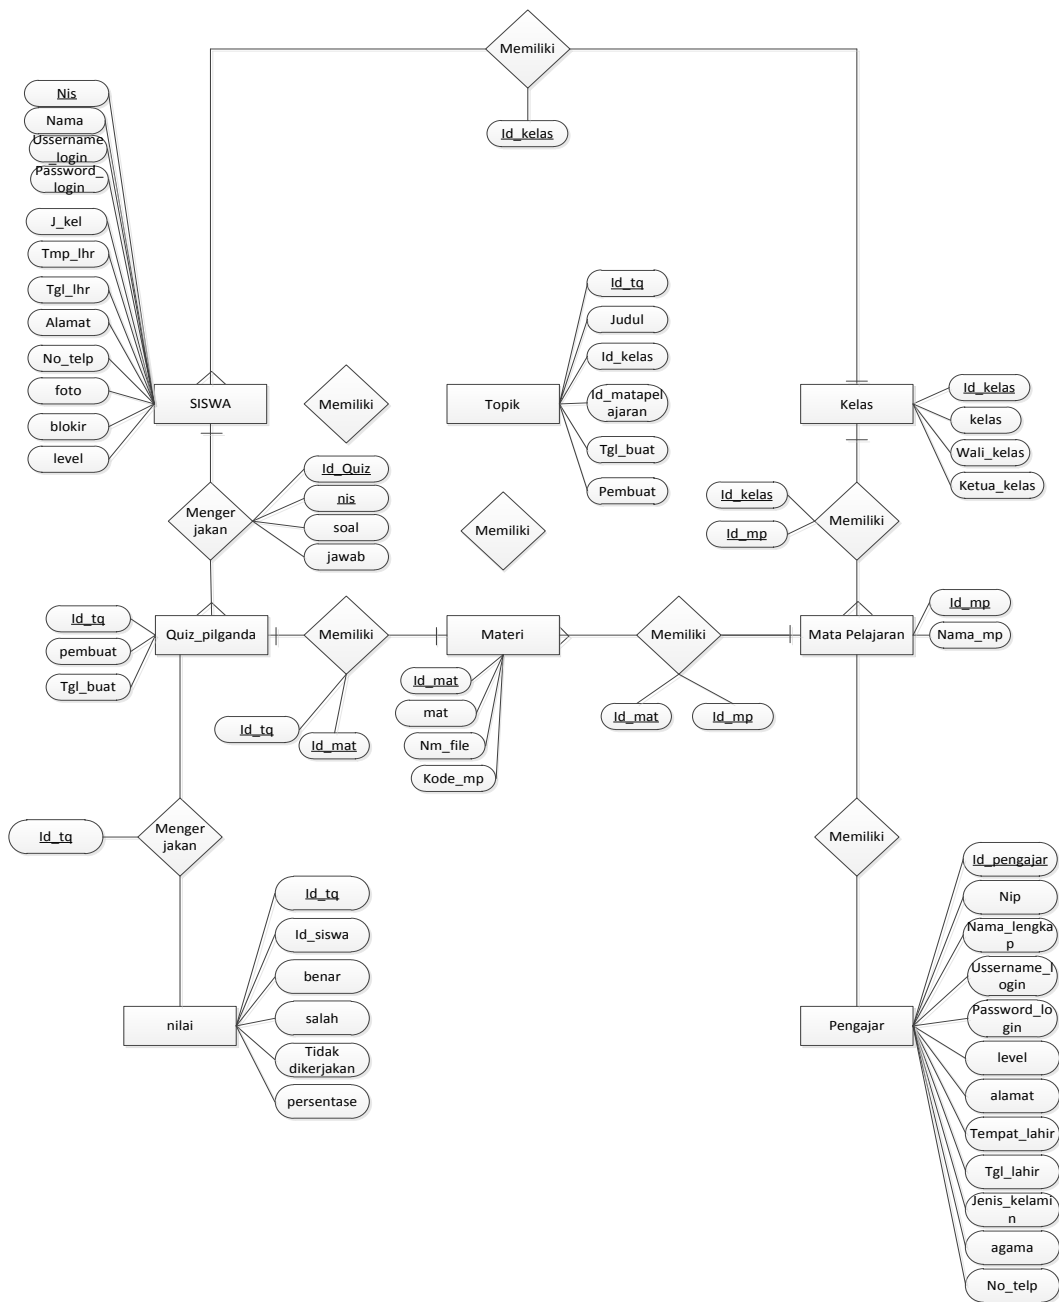 Memiliki
Id_kelas
Nis
Nama
Ussername
_login
Password_
login
J_kel
Tmp_lhr
Tgl_lhr
Alamat
No_telp
foto
blokir
level
SISWA
Memiliki
Topik
Id_tq
Judul
Id_kelas
Id_matapel
ajaran
Tgl_buat
Pembuat
Kelas
Id_kelas
kelas
Wali_kelas
Ketua_kelas
Menger
jakan
Id_Quiz
nis
soal
jawab
Memiliki
Id_kelas
Id_mp
Memiliki
Id_tq
pembuat
Tgl_buat
Quiz_pilganda
Memiliki
Id_tq
Id_mat
Materi
Id_mat
mat
Nm_file
Kode_mp
Memiliki
Id_mat
Id_mp
Mata Pelajaran
Id_mp
Nama_mp
Id_tq
Menger
jakan
Memiliki
nilai
Id_tq
Id_siswa
benar
salah
Tidak
dikerjakan
persentase
Pengajar
Id_pengajar
Nip
Nama_lengka
p
Ussername_l
ogin
Password_lo
gin
level
alamat
Tempat_lahir
Tgl_lahir
Jenis_kelami
n
agama
No_telp